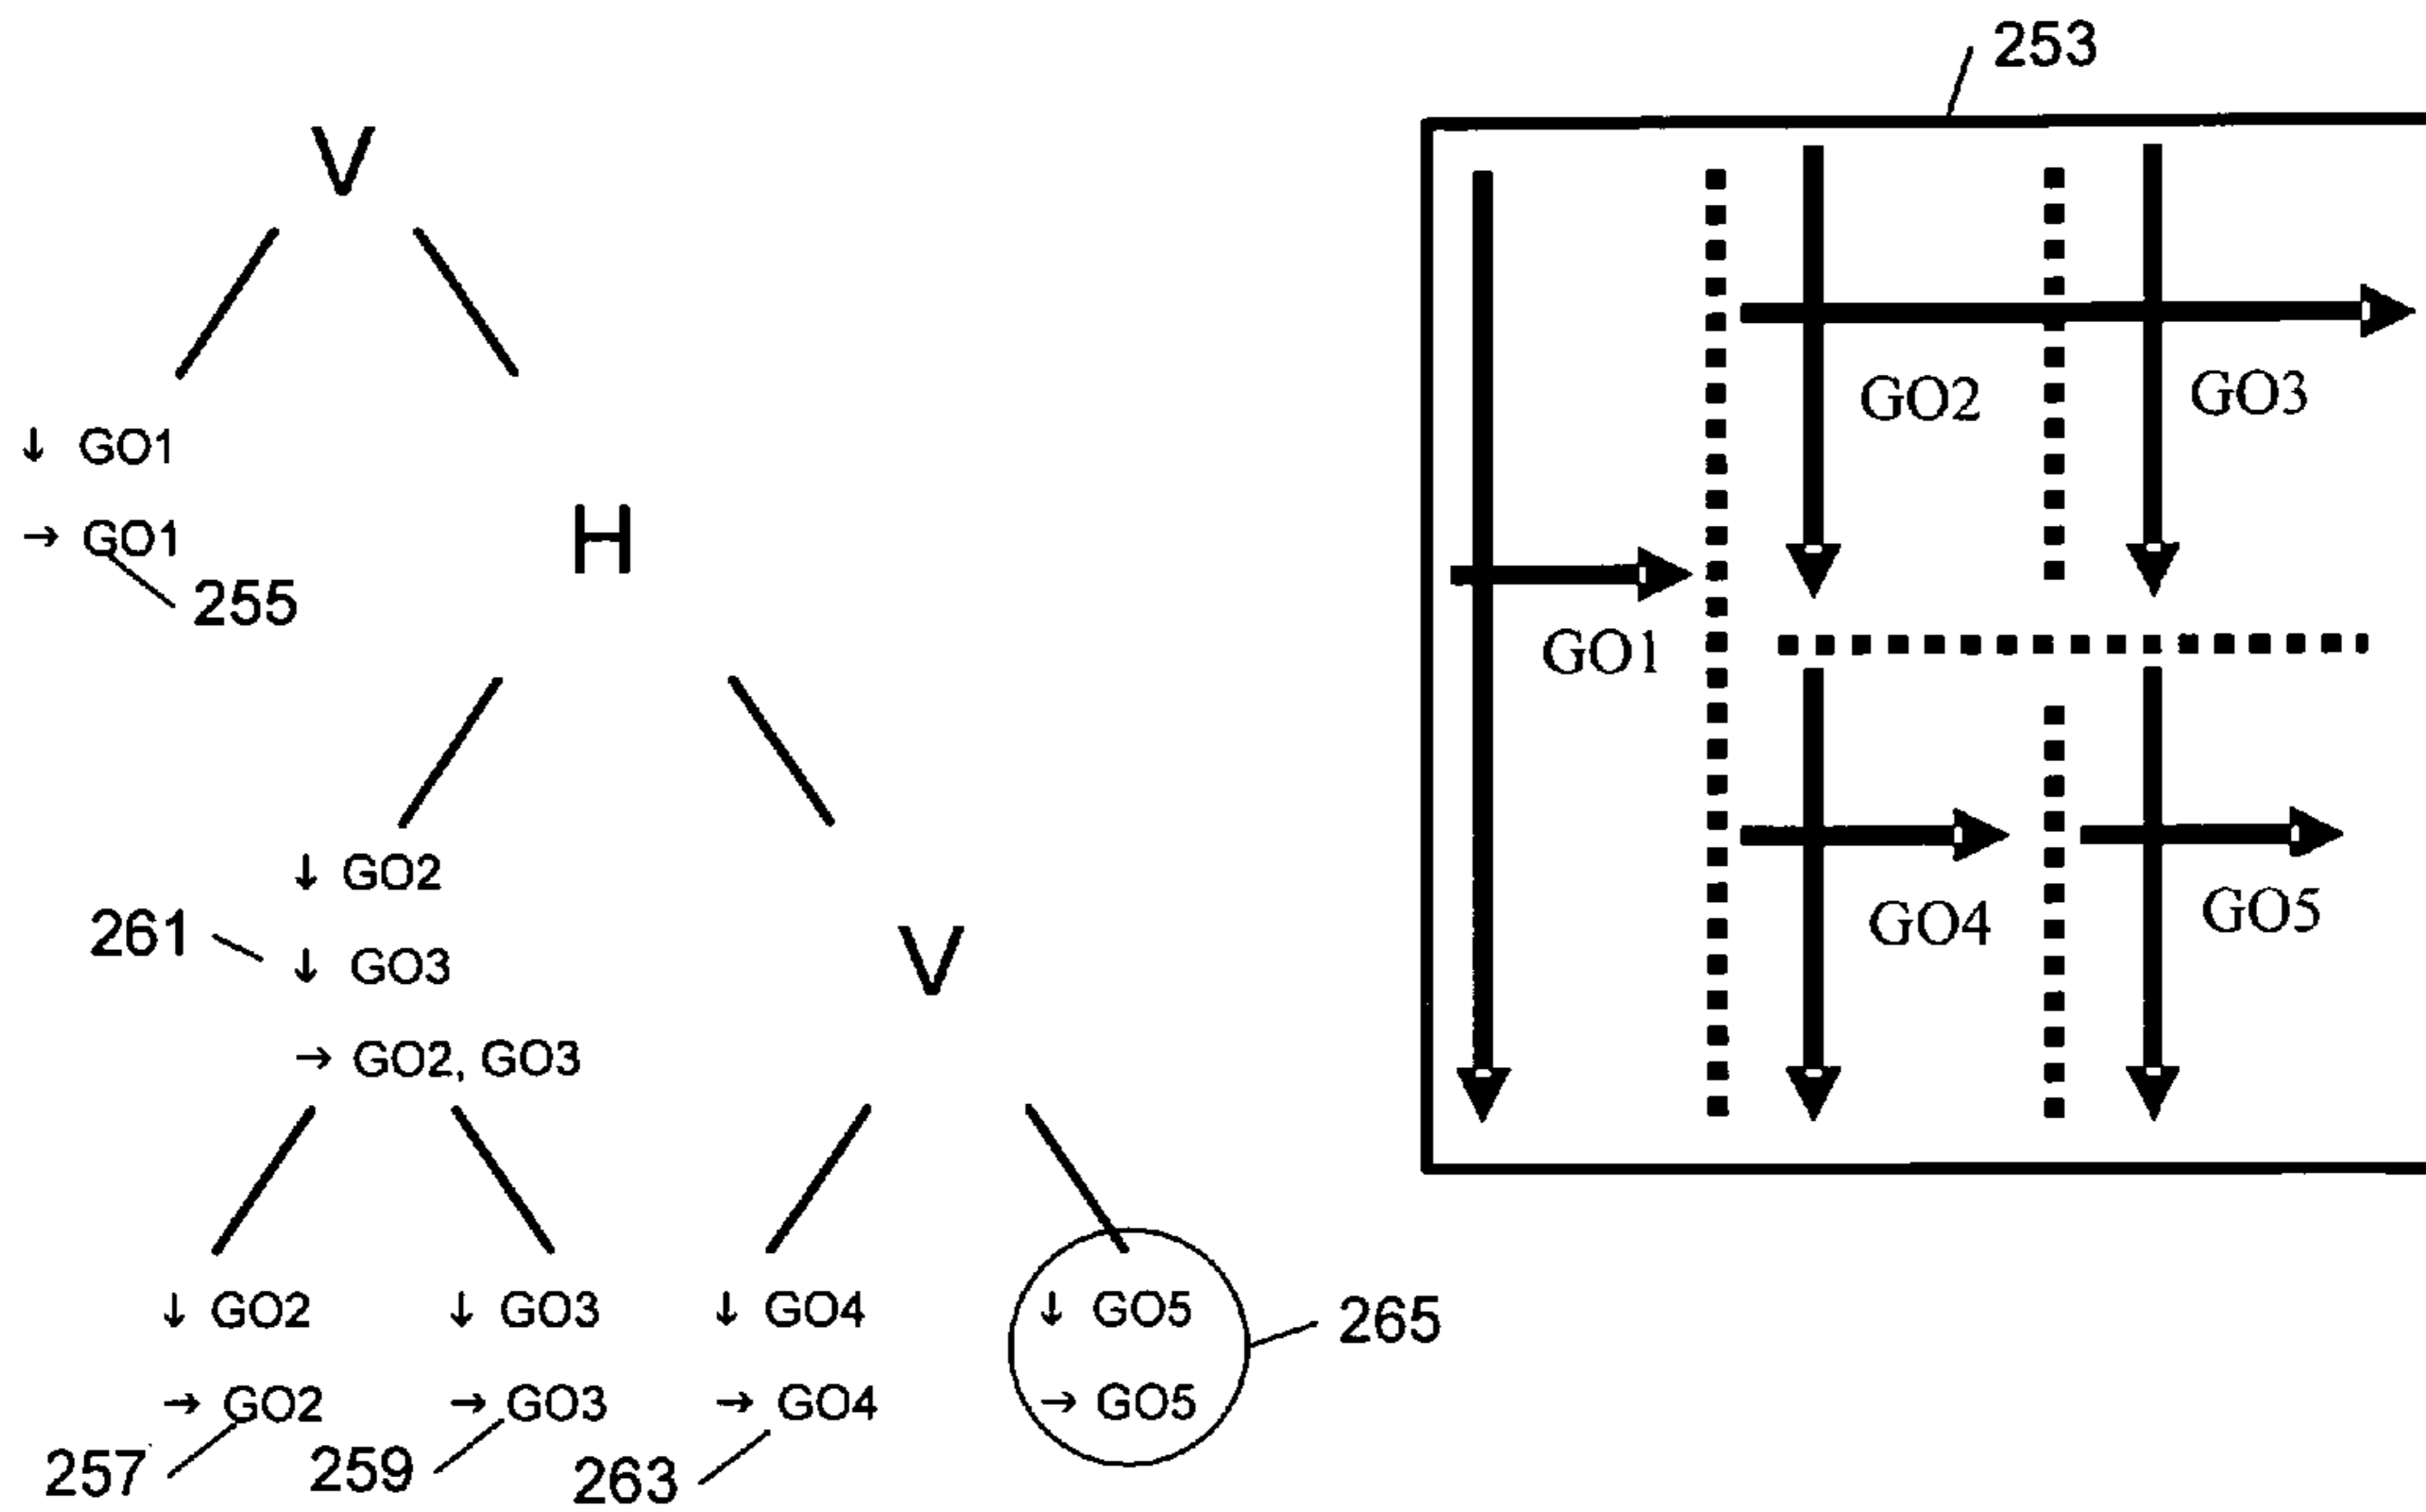 253
V
GO2
GO3
↓ GO1
→ GO1
255
H
GO1
↓ GO2
261
↓ GO3
→ GO2, GO3
V
GO4
GO5
↓ GO2
↓ GO3
↓ GO4
↓ GO5
265
→ GO2
→ GO3
→ GO4
→ GO5
257
259
263